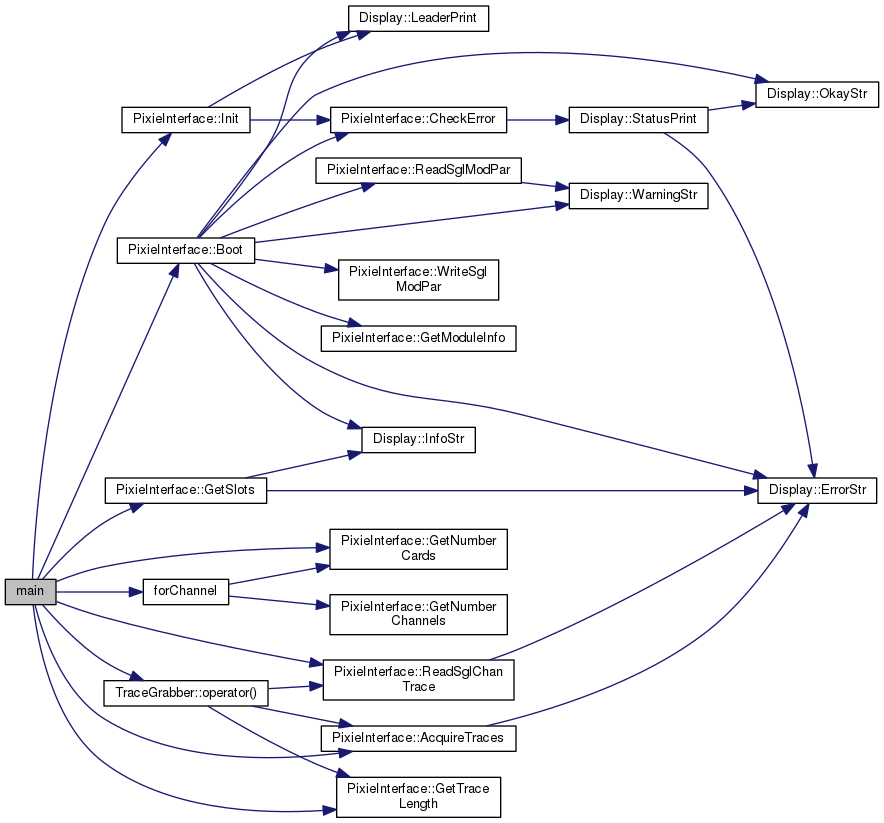 Display::LeaderPrint
Display::OkayStr
PixieInterface::Init
PixieInterface::CheckError
Display::StatusPrint
PixieInterface::ReadSglModPar
Display::WarningStr
PixieInterface::Boot
PixieInterface::WriteSgl
ModPar
PixieInterface::GetModuleInfo
Display::InfoStr
PixieInterface::GetSlots
Display::ErrorStr
PixieInterface::GetNumber
Cards
main
forChannel
PixieInterface::GetNumber
Channels
PixieInterface::ReadSglChan
Trace
TraceGrabber::operator()
PixieInterface::AcquireTraces
PixieInterface::GetTrace
Length